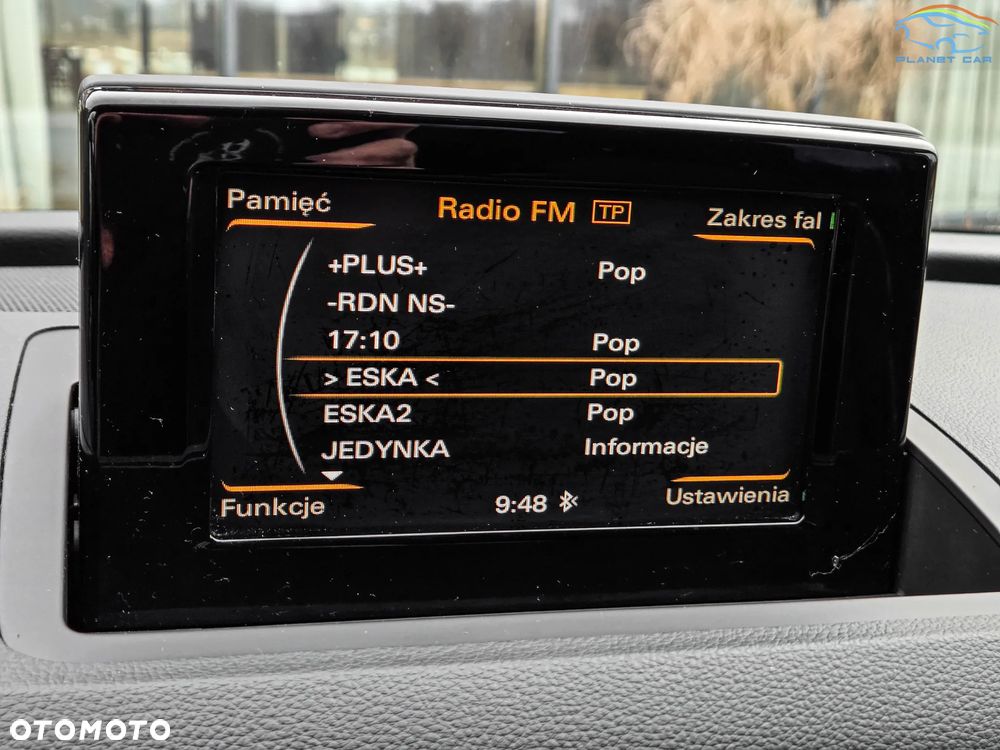 PLANET CAR
Pamięć
Radio FM TP
Zakres fal
+PLUS+ Pop
-RDN NS-
17:10 Pop
> ESKA < Pop
ESKA2 Pop
JEDYNKA Informacje
Funkcje
9:48
Ustawienia
OTOMOTO